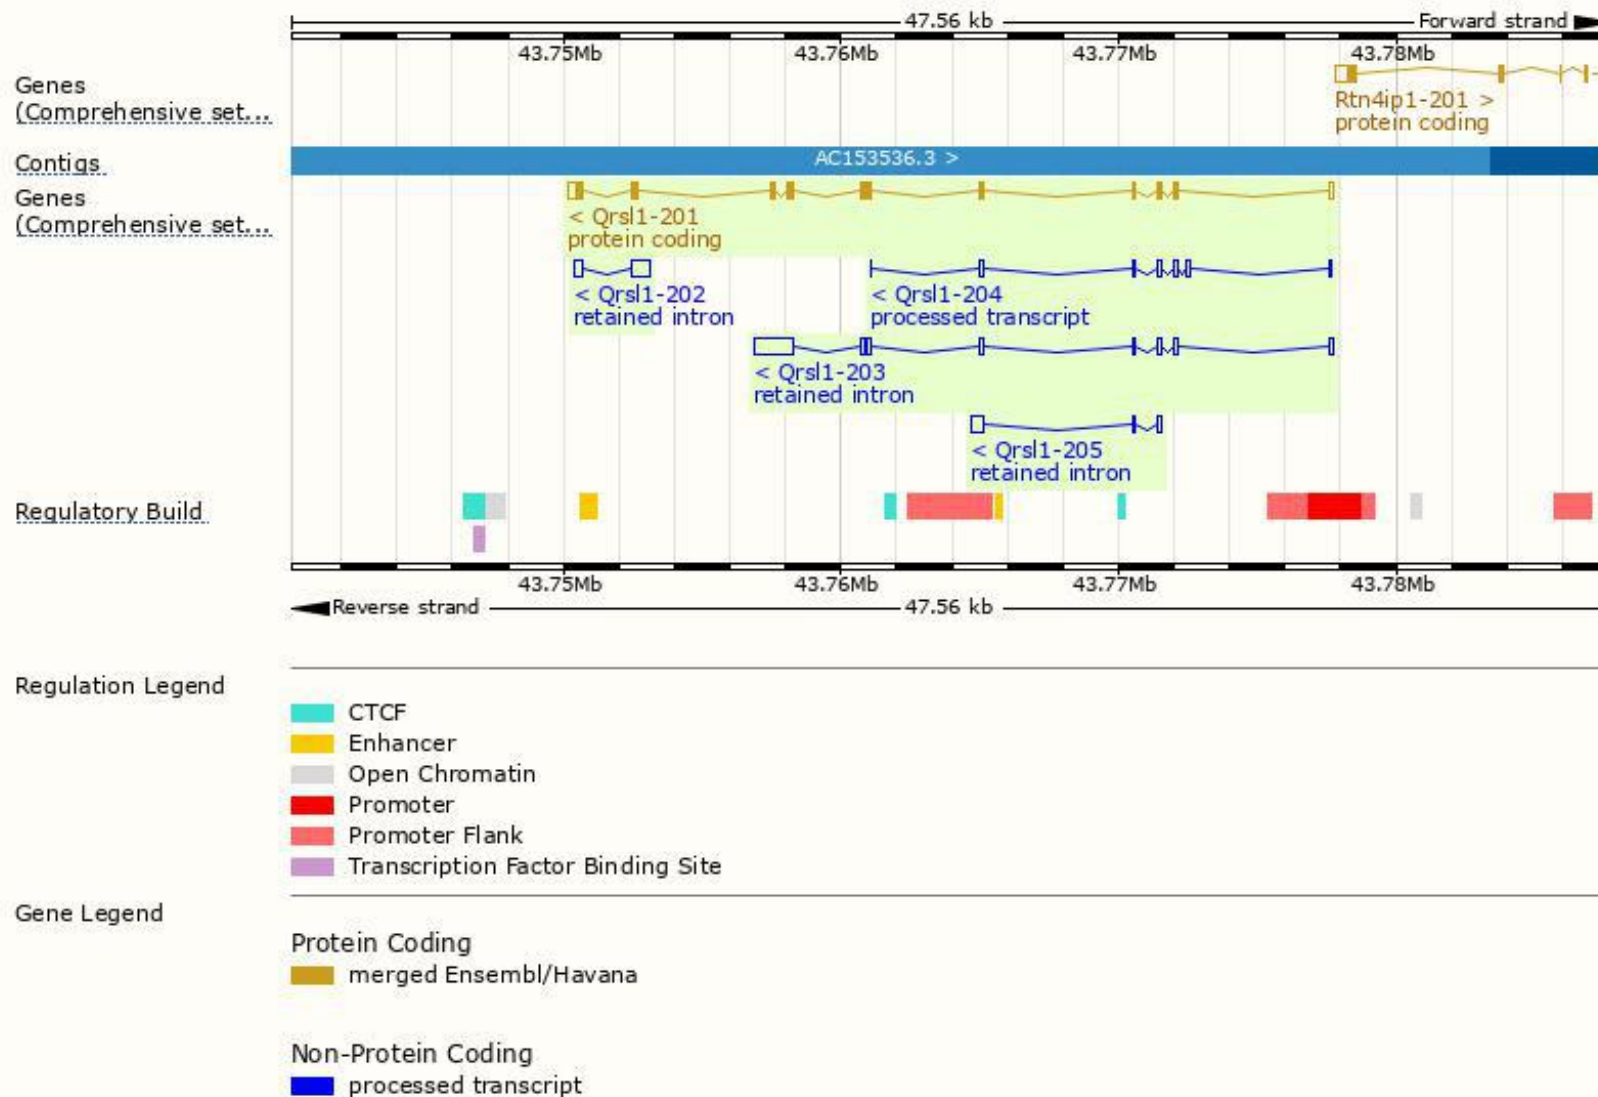 47.56 kb
Forward strand
43.75Mb 43.76Mb 43.77Mb 43.78Mb
Genes
(Comprehensive set...
Rtn4ip1-201 >
protein coding
Contigs
AC153536.3 >
Genes
(Comprehensive set...
< Qrsl1-201
protein coding
< Qrsl1-202
retained intron
< Qrsl1-204
processed transcript
< Qrsl1-203
retained intron
< Qrsl1-205
retained intron
Regulatory Build
43.75Mb 43.76Mb 43.77Mb 43.78Mb
Reverse strand
47.56 kb
Regulation Legend
CTCF
Enhancer
Open Chromatin
Promoter
Promoter Flank
Transcription Factor Binding Site
Gene Legend
Protein Coding
merged Ensembl/Havana
Non-Protein Coding
processed transcript